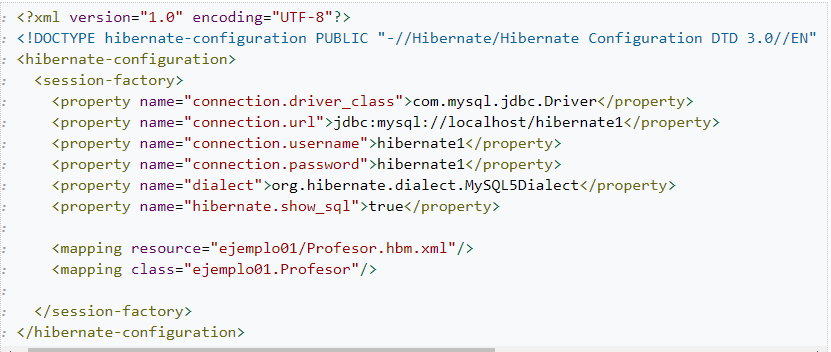 <?xml version="1.0" encoding="UTF-8"?>
<!DOCTYPE hibernate-configuration PUBLIC "-//Hibernate/Hibernate Configuration DTD 3.0//EN"
<hibernate-configuration>
  <session-factory>
    <property name="connection.driver_class">com.mysql.jdbc.Driver</property>
    <property name="connection.url">jdbc:mysql://localhost/hibernate1</property>
    <property name="connection.username">hibernate1</property>
    <property name="connection.password">hibernate1</property>
    <property name="dialect">org.hibernate.dialect.MySQL5Dialect</property>
    <property name="hibernate.show_sql">true</property>

    <mapping resource="ejemplo01/Profesor.hbm.xml"/>
    <mapping class="ejemplo01.Profesor"/>

  </session-factory>
</hibernate-configuration>